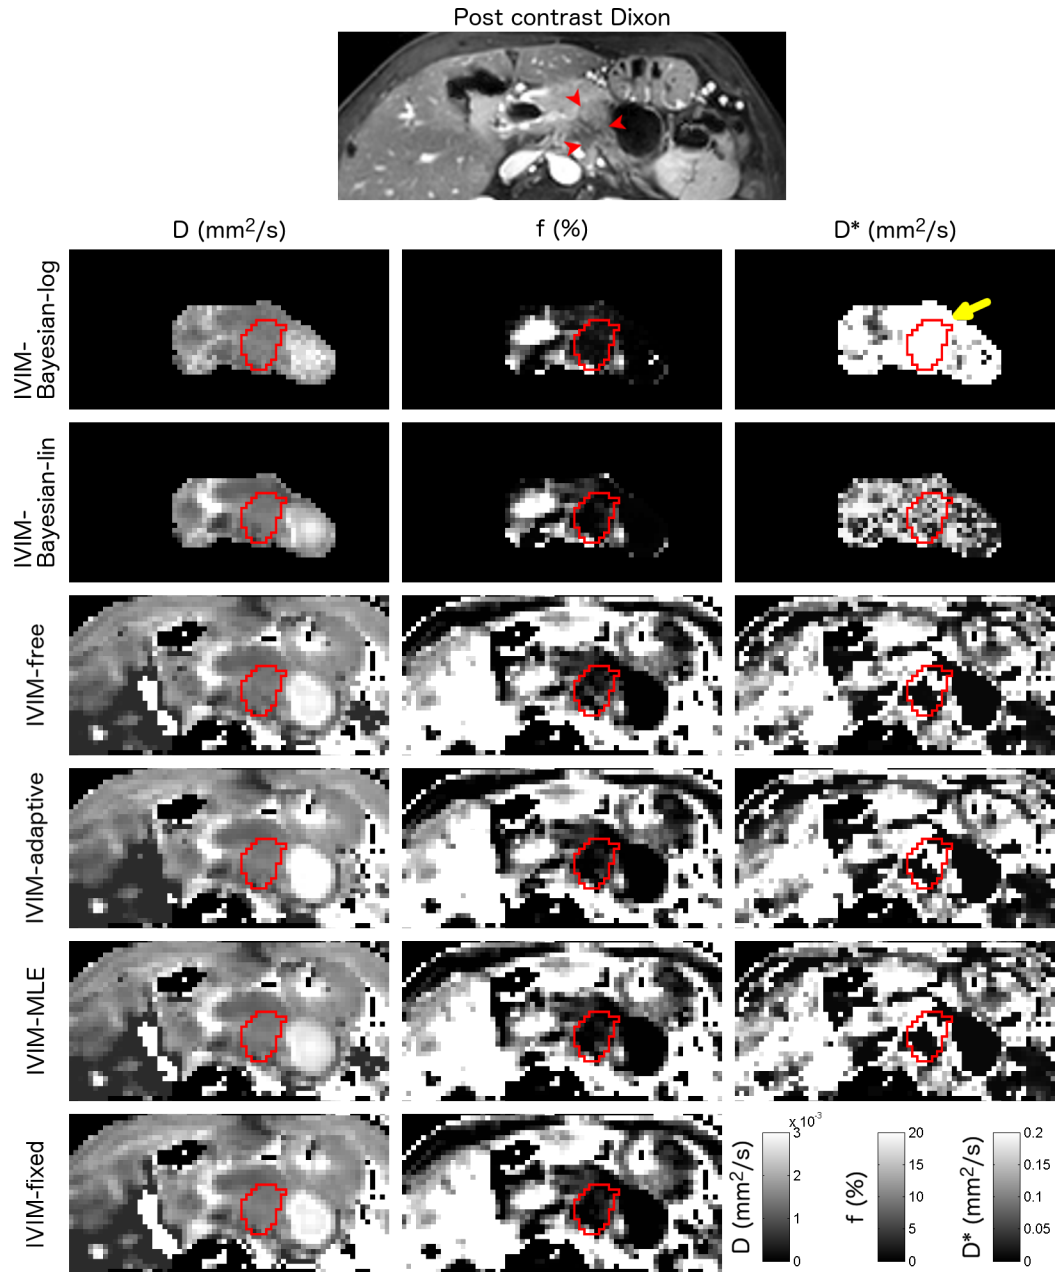 Post contrast Dixon
D (mm²/s)
f (%)
D* (mm²/s)
IVIM-
Bayesian-log
IVIM-
Bayesian-lin
IVIM-free
IVIM-adaptive
IVIM-MLE
IVIM-fixed
x 10⁻³
D (mm²/s)
3
2
1
0
f (%)
20
15
10
5
0
D* (mm²/s)
0.2
0.15
0.1
0.05
0